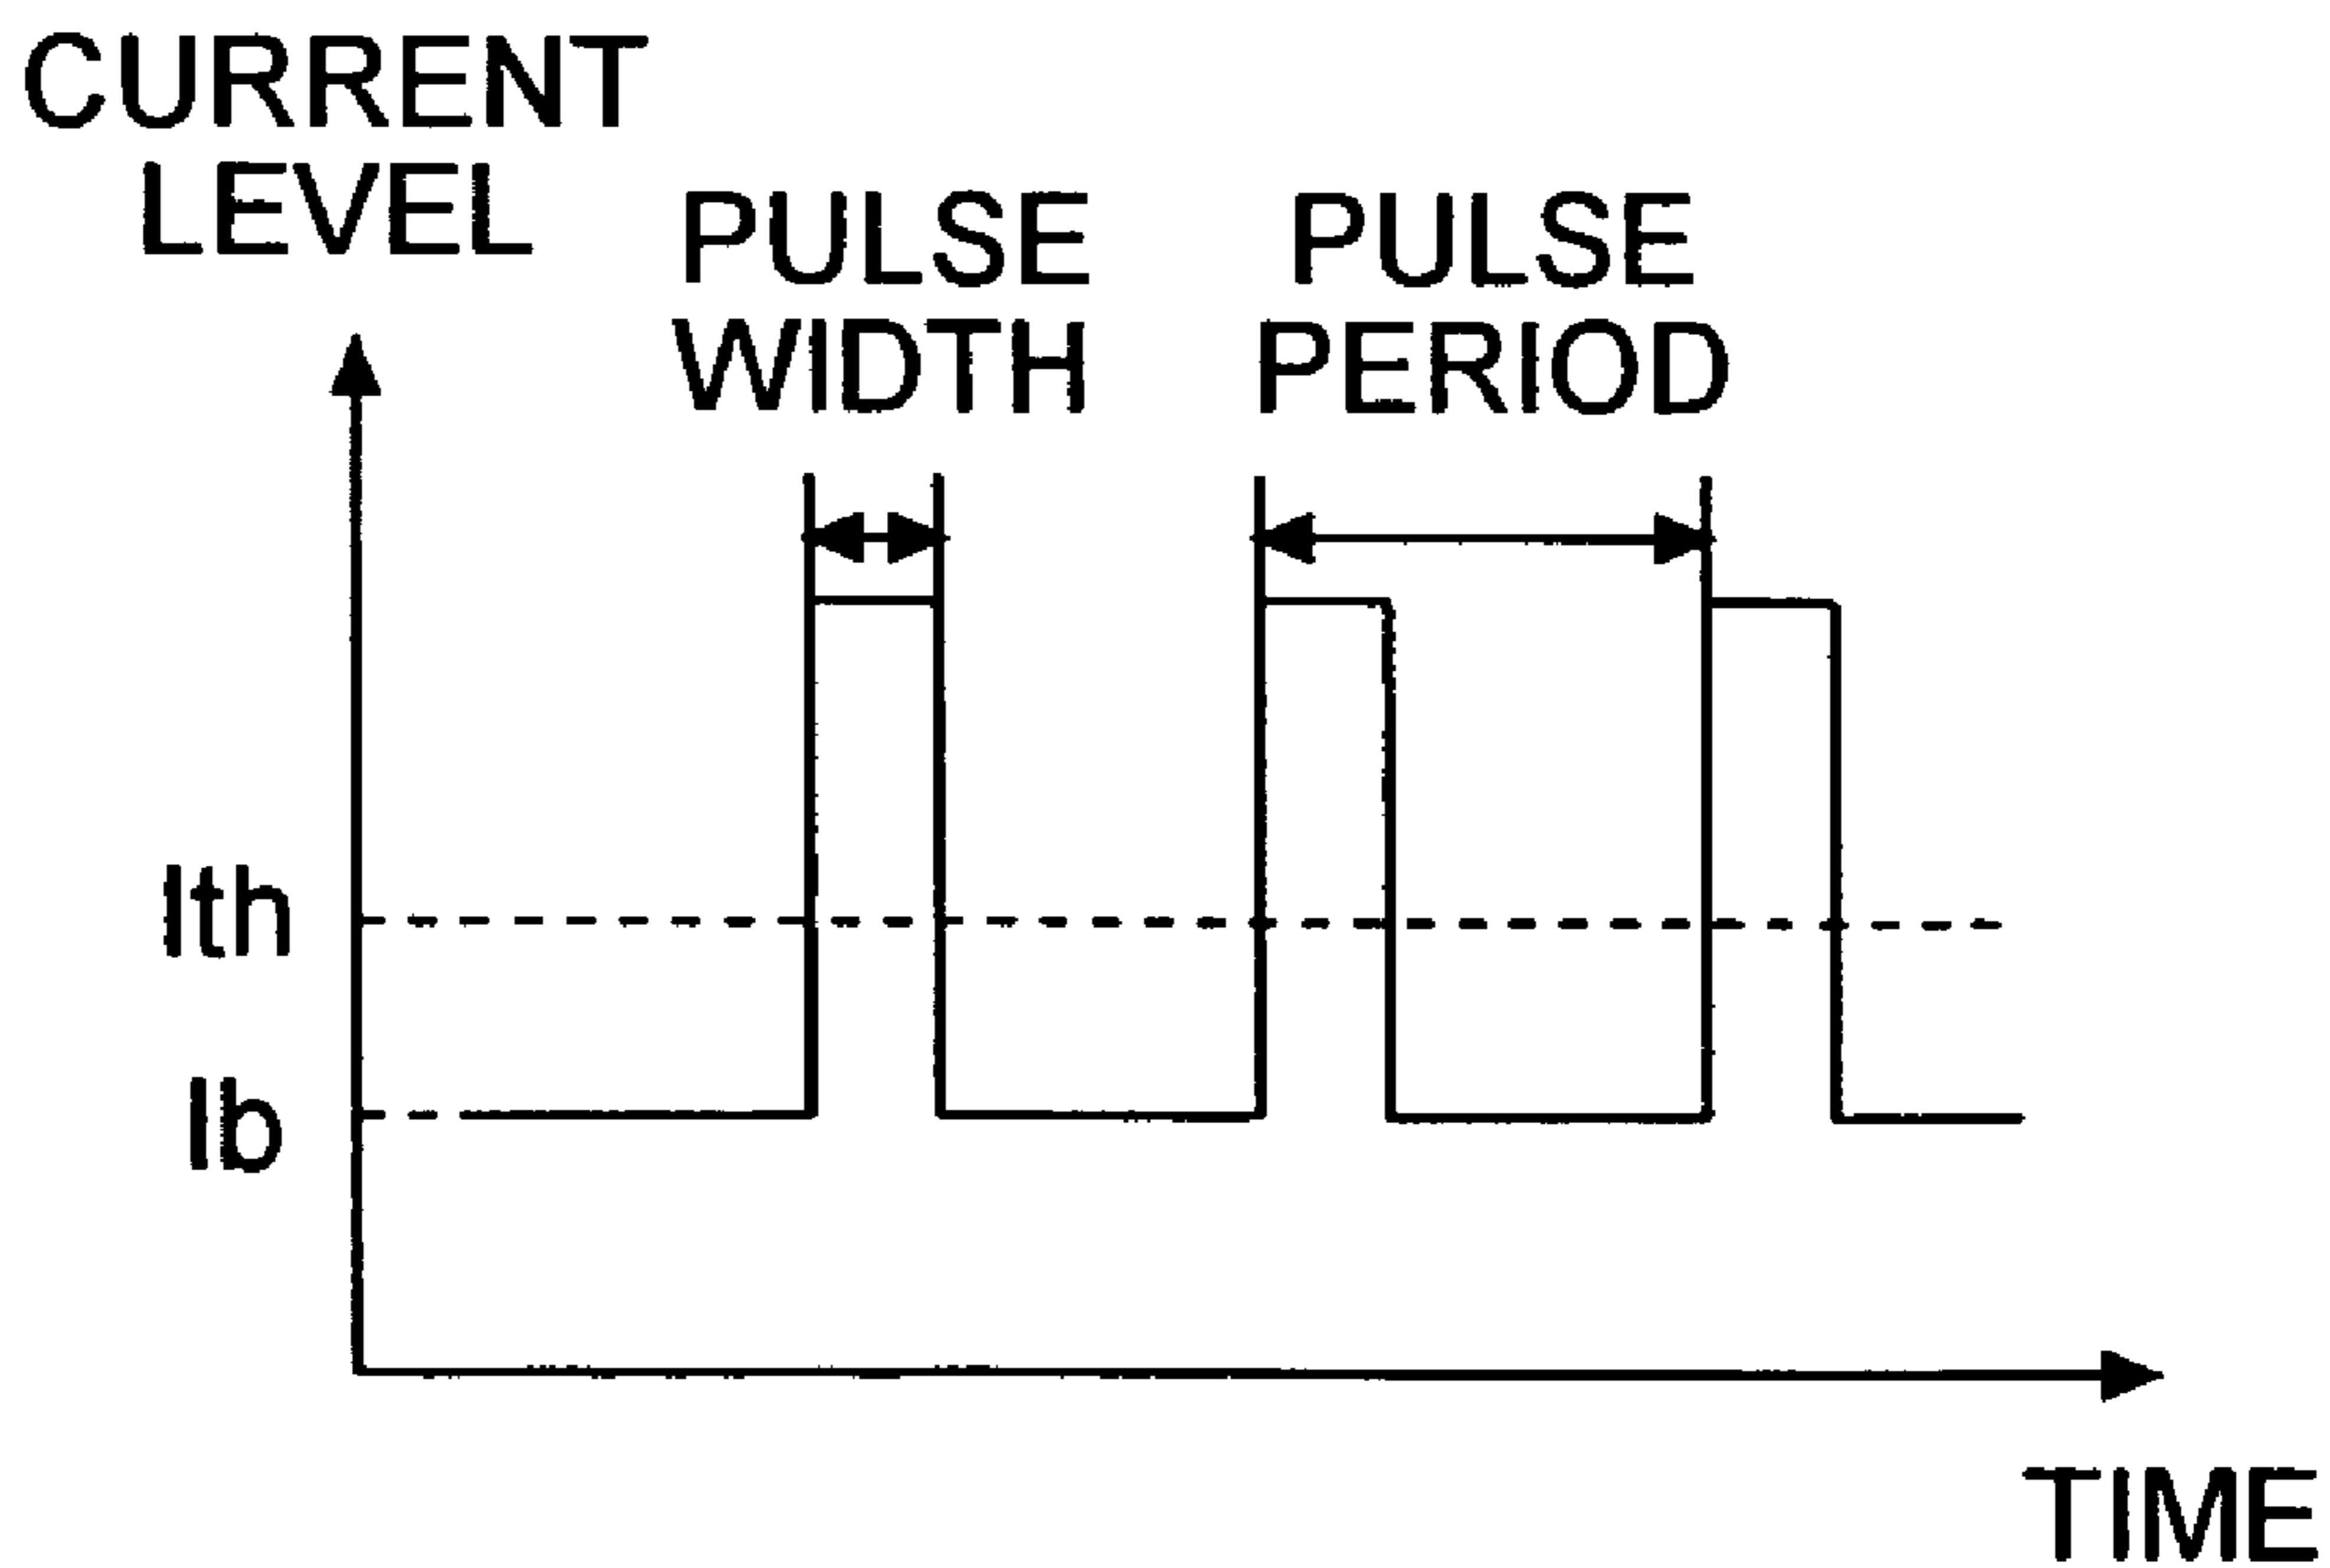 CURRENT
LEVEL
PULSE
WIDTH
PULSE
PERIOD
Ith
Ib
TIME